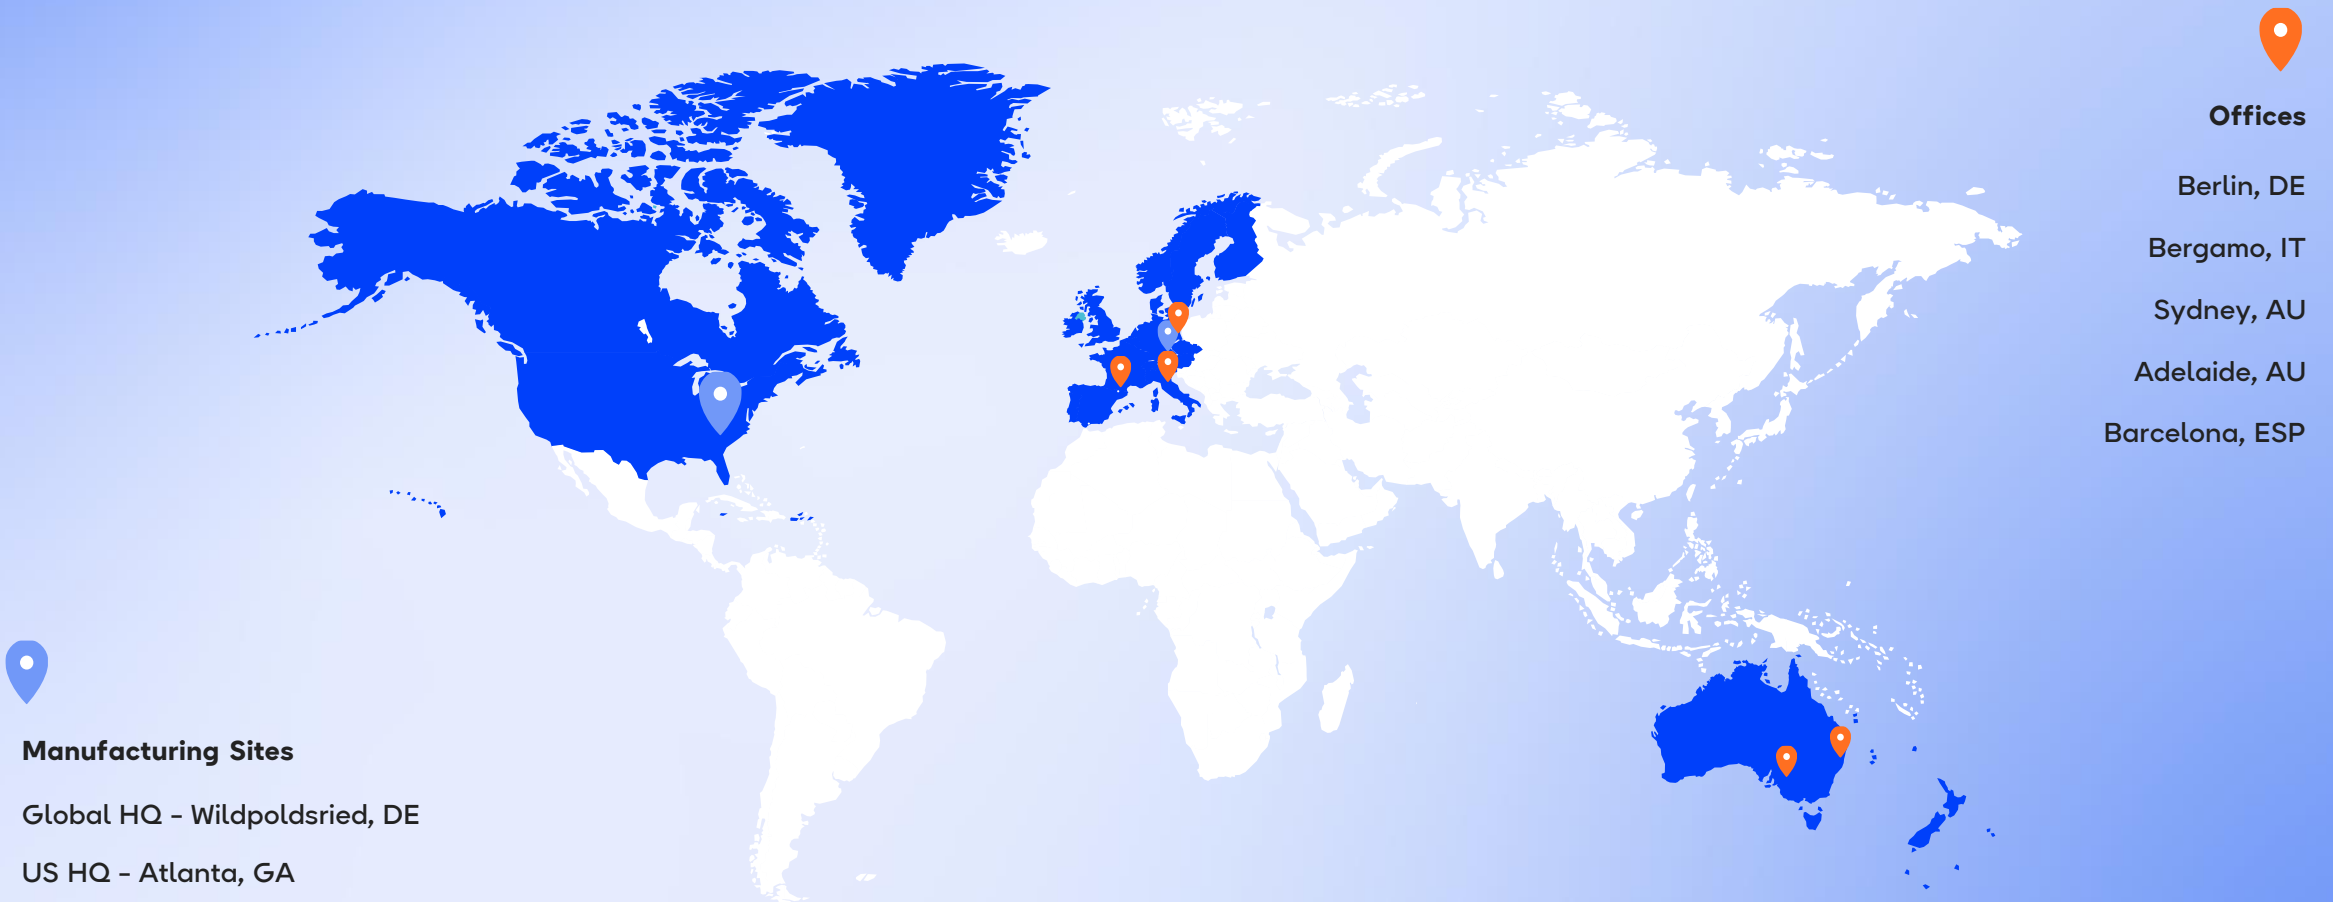 Offices
Berlin, DE
Bergamo, IT
Sydney, AU
Adelaide, AU
Barcelona, ESP
Manufacturing Sites
Global HQ - Wildpoldsried, DE
US HQ - Atlanta, GA